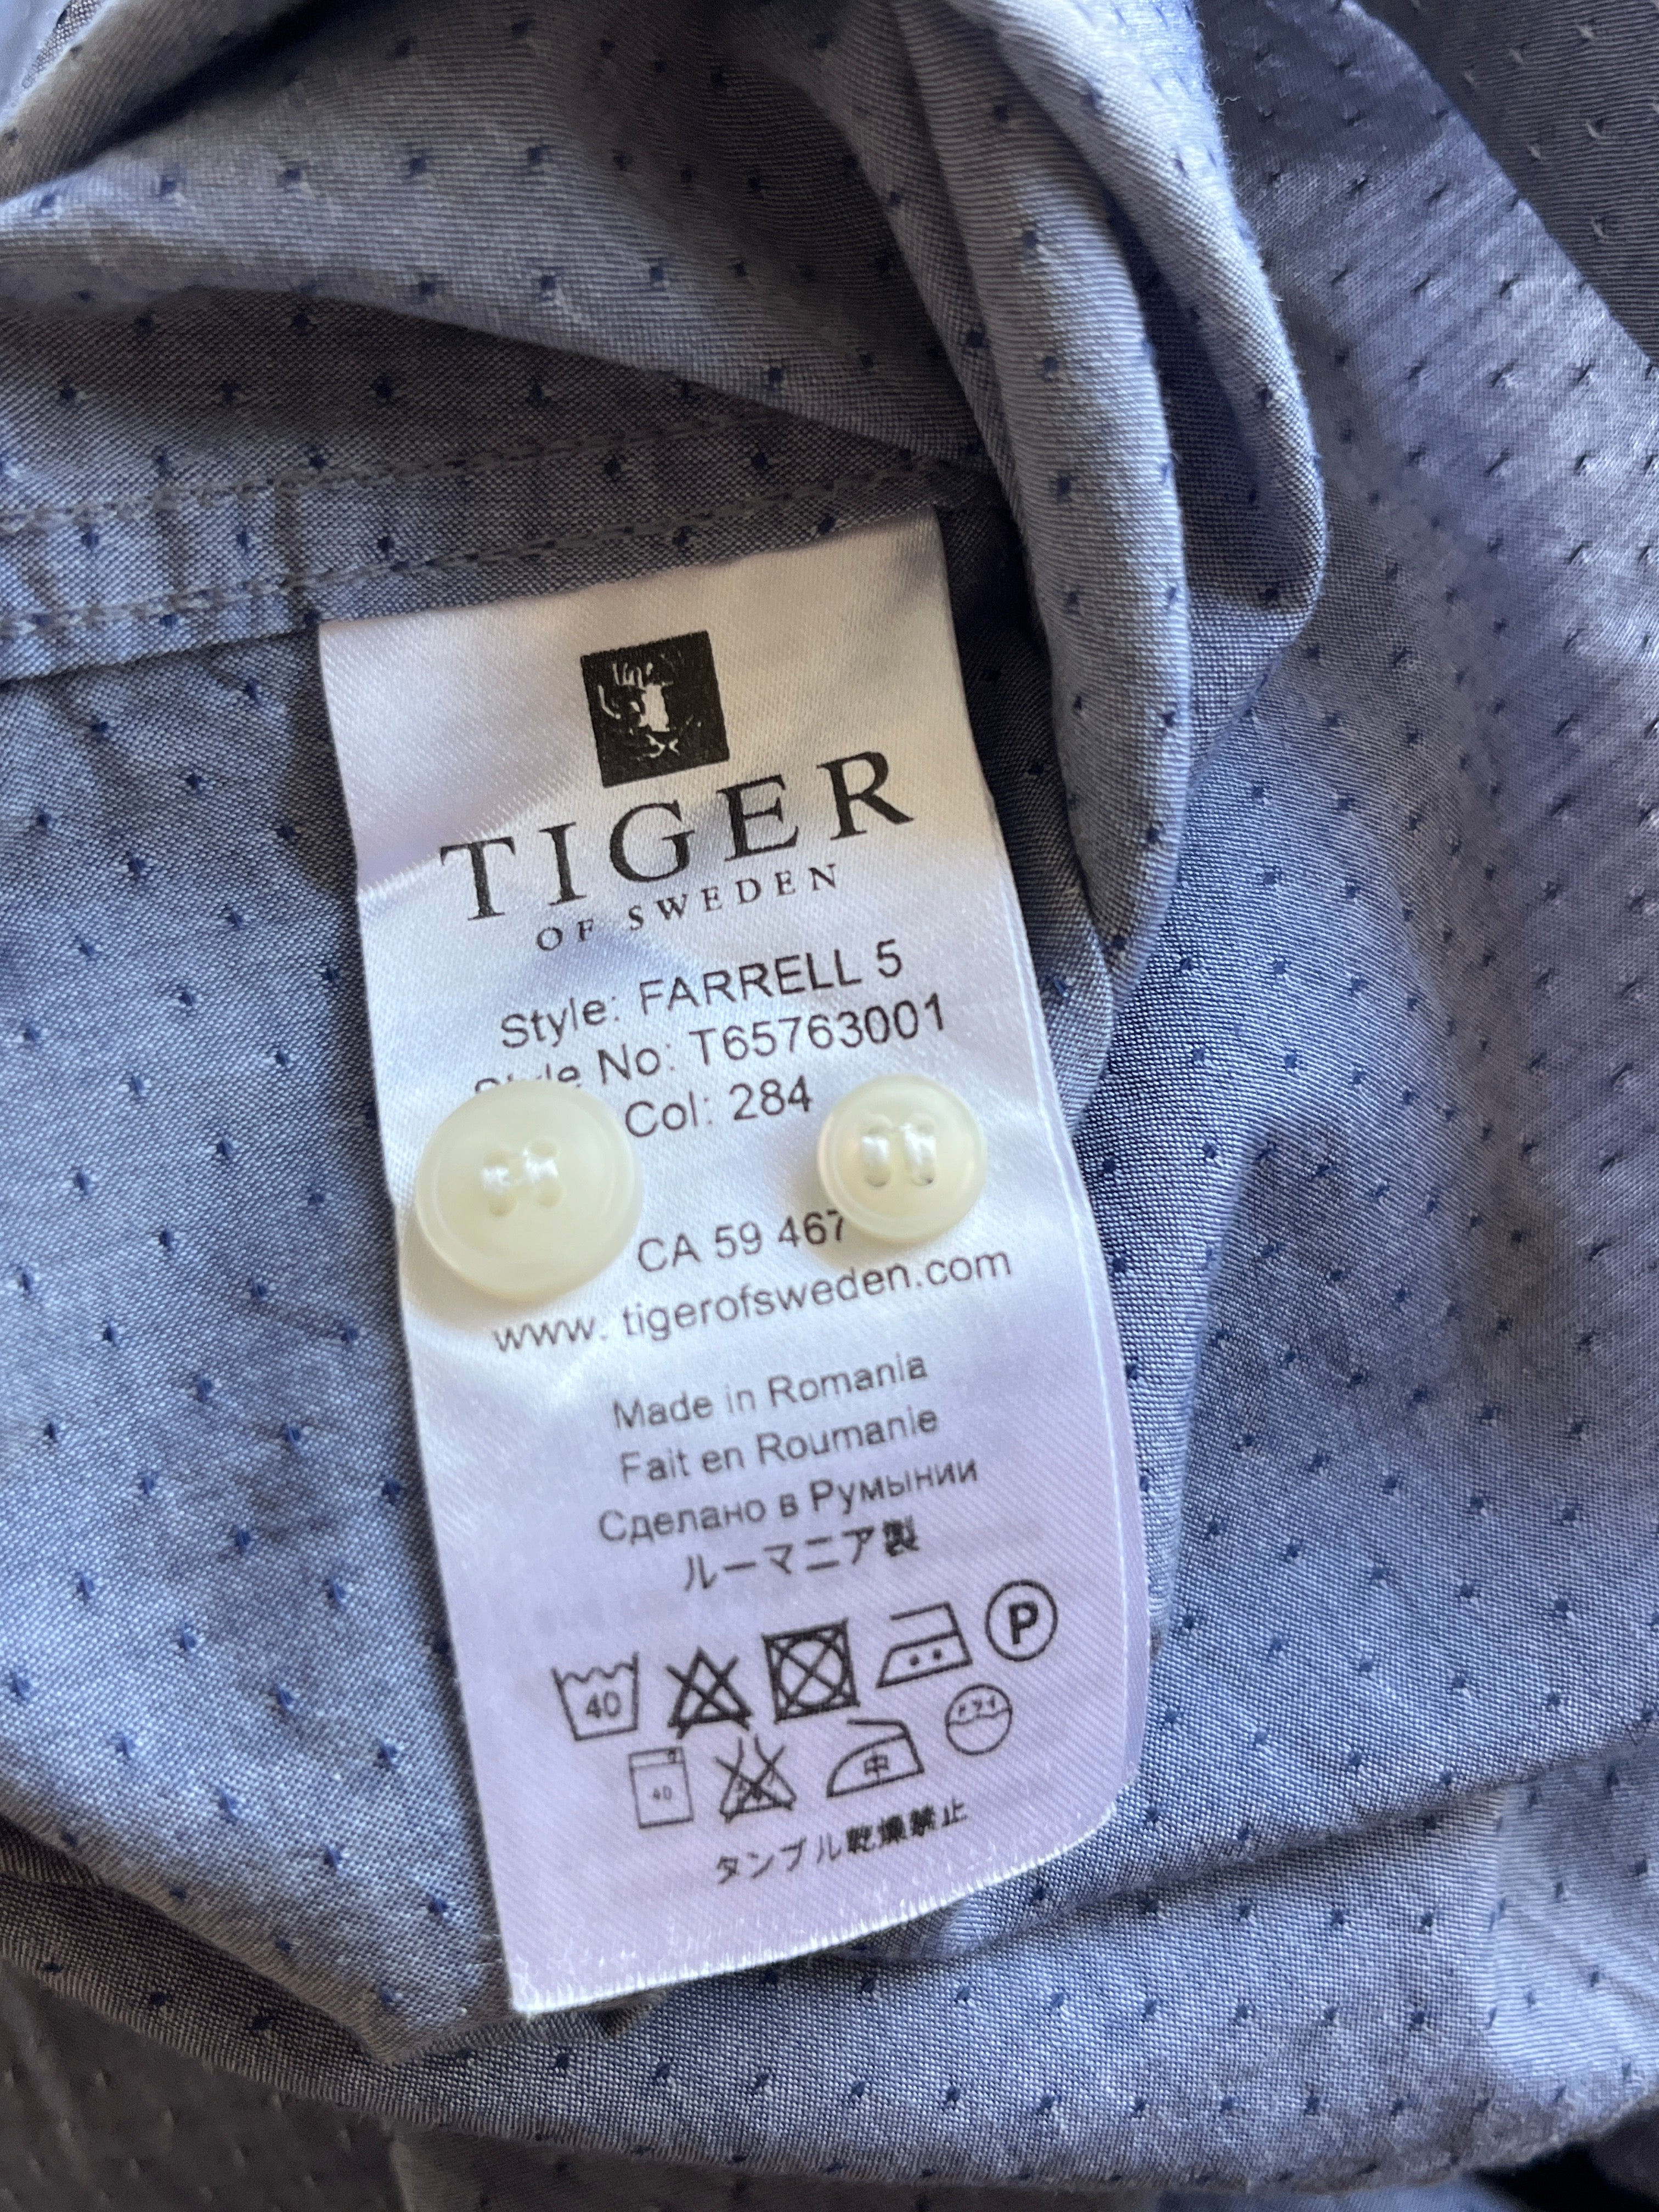 TIGER
OF SWEDEN
Style: FARRELL 5
Style No: T65763001
Col: 284
CA 59 467
www. tigerofsweden.com
Made in Romania
Fait en Roumanie
Сделано в Румынии
ルーマニア製
40
P
40
中
ドライ
タンブル乾燥禁止